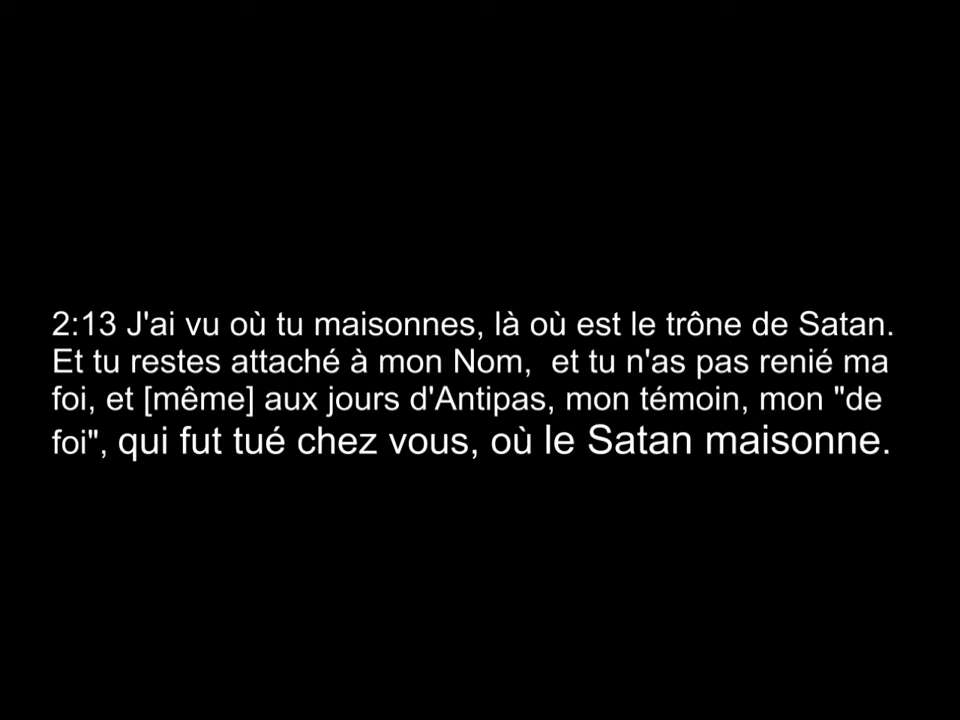 2:13 J'ai vu où tu maisonnes, là où est le trône de Satan.
Et tu restes attaché à mon Nom,  et tu n'as pas renié ma
foi, et [même] aux jours d'Antipas, mon témoin, mon "de
foi", qui fut tué chez vous, où le Satan maisonne.